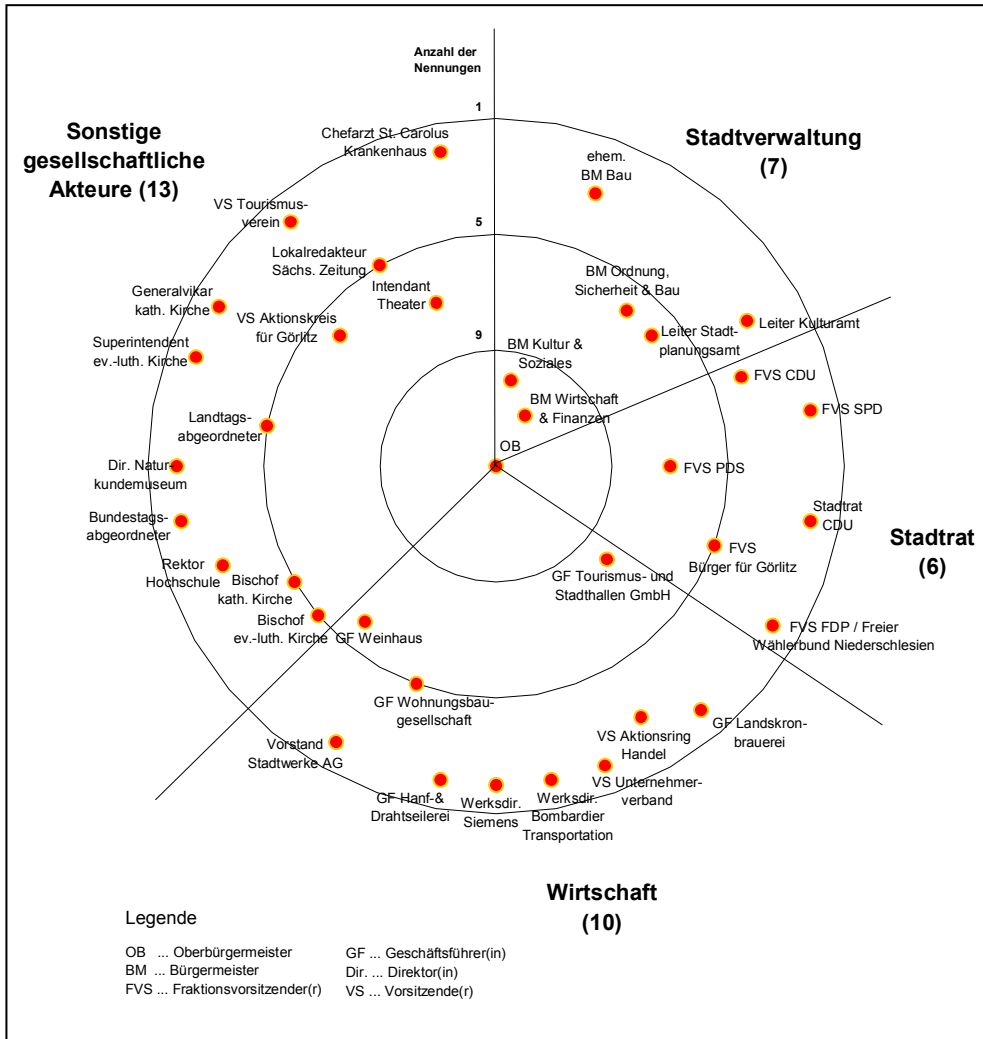 Anzahl der
Nennungen
1
5
9
Sonstige
gesellschaftliche
Akteure (13)
Chefarzt St. Carolus
Krankenhaus
VS Tourismus-
verein
Lokalredakteur
Sächs. Zeitung
Intendant
Theater
Generalvikar
kath. Kirche
VS Aktionskreis
für Görlitz
Superintendent
ev.-luth. Kirche
Landtags-
abgeordneter
Dir. Natur-
kundemuseum
Bundestags-
abgeordneter
Rektor
Hochschule
Bischof
kath. Kirche
Bischof
ev.-luth. Kirche
Stadtverwaltung
(7)
ehem.
BM Bau
BM Ordnung,
Sicherheit & Bau
Leiter Kulturamt
Leiter Stadt-
planungsamt
BM Kultur &
Soziales
BM Wirtschaft
& Finanzen
OB
FVS CDU
FVS SPD
FVS PDS
Stadtrat
CDU
Stadtrat
(6)
FVS
Bürger für Görlitz
FVS FDP / Freier
Wählerbund Niederschlesien
GF Tourismus- und
Stadthallen GmbH
GF Weinhaus
GF Wohnungsbau-
gesellschaft
GF Landskron-
brauerei
VS Aktionsring
Handel
VS Unternehmer-
verband
Vorstand
Stadtwerke AG
GF Hanf-&
Drahtseilerei
Werksdir.
Siemens
Werksdir.
Bombardier
Transportation
Wirtschaft
(10)
Legende
OB ... Oberbürgermeister
BM ... Bürgermeister
FVS ... Fraktionsvorsitzender(r)
GF ... Geschäftsführer(in)
Dir. ... Direktor(in)
VS ... Vorsitzende(r)